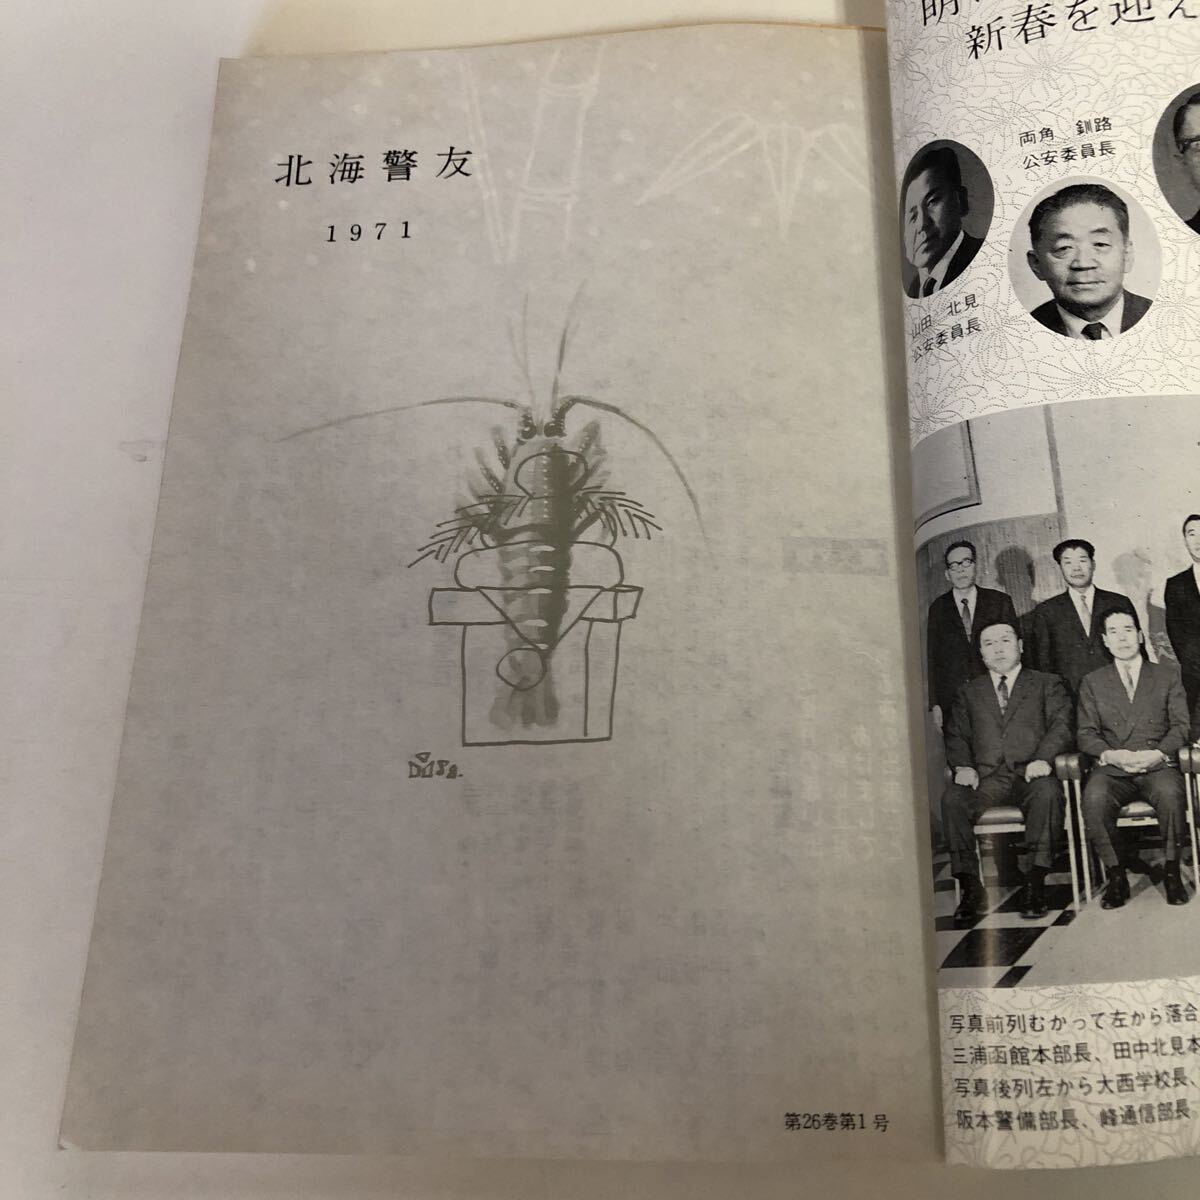 北海警友
1971
第26巻第1号
新春を迎え
両角 釧路
公安委員長
山田 北見
公安委員長
写真前列むかって左から落合
三浦函館本部長、田中北見本
写真後列左から大西学校長、
阪本警備部長、峰通信部長